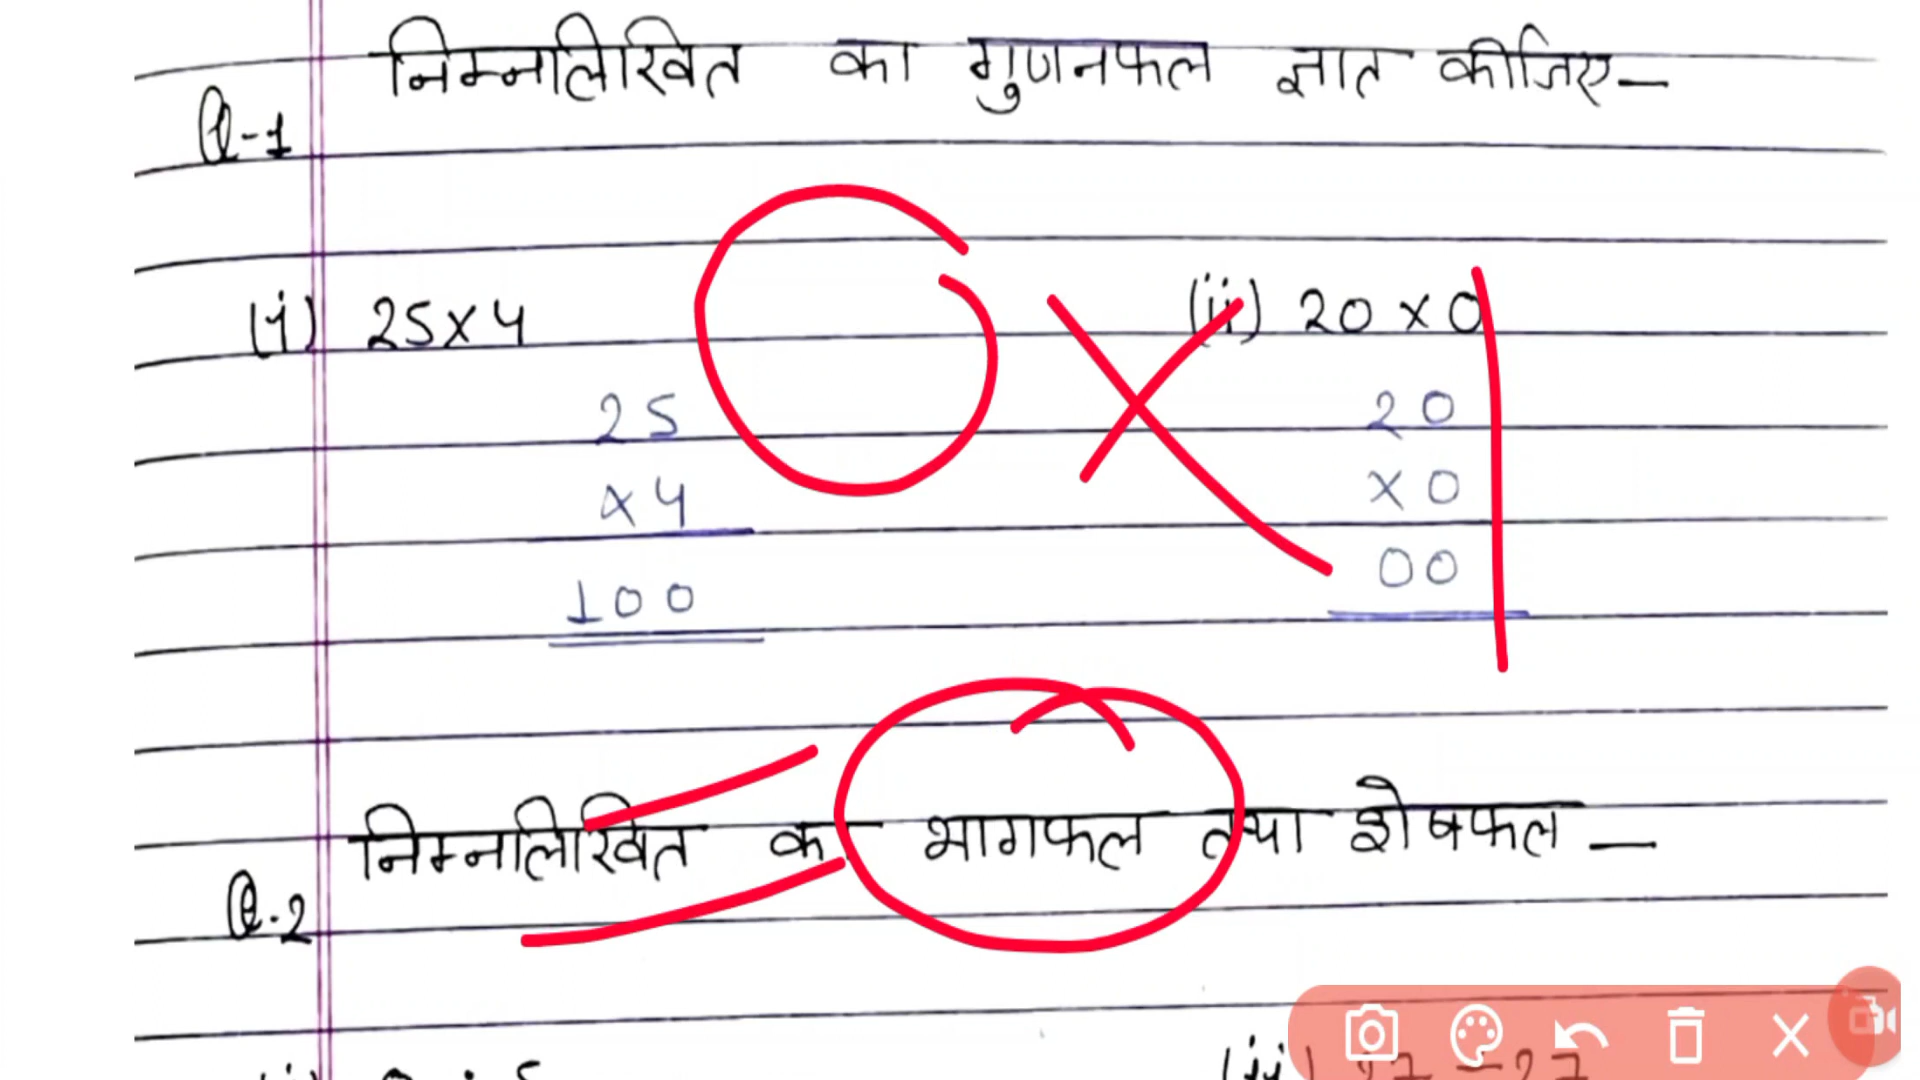 निम्नलिखित का गुणनफल ज्ञात कीजिए—
Q-1
(i) 25×4
(ii) 20×0
25
×4
100
20
×0
00
निम्नलिखित का भागफल तथा शेषफल —
Q.2